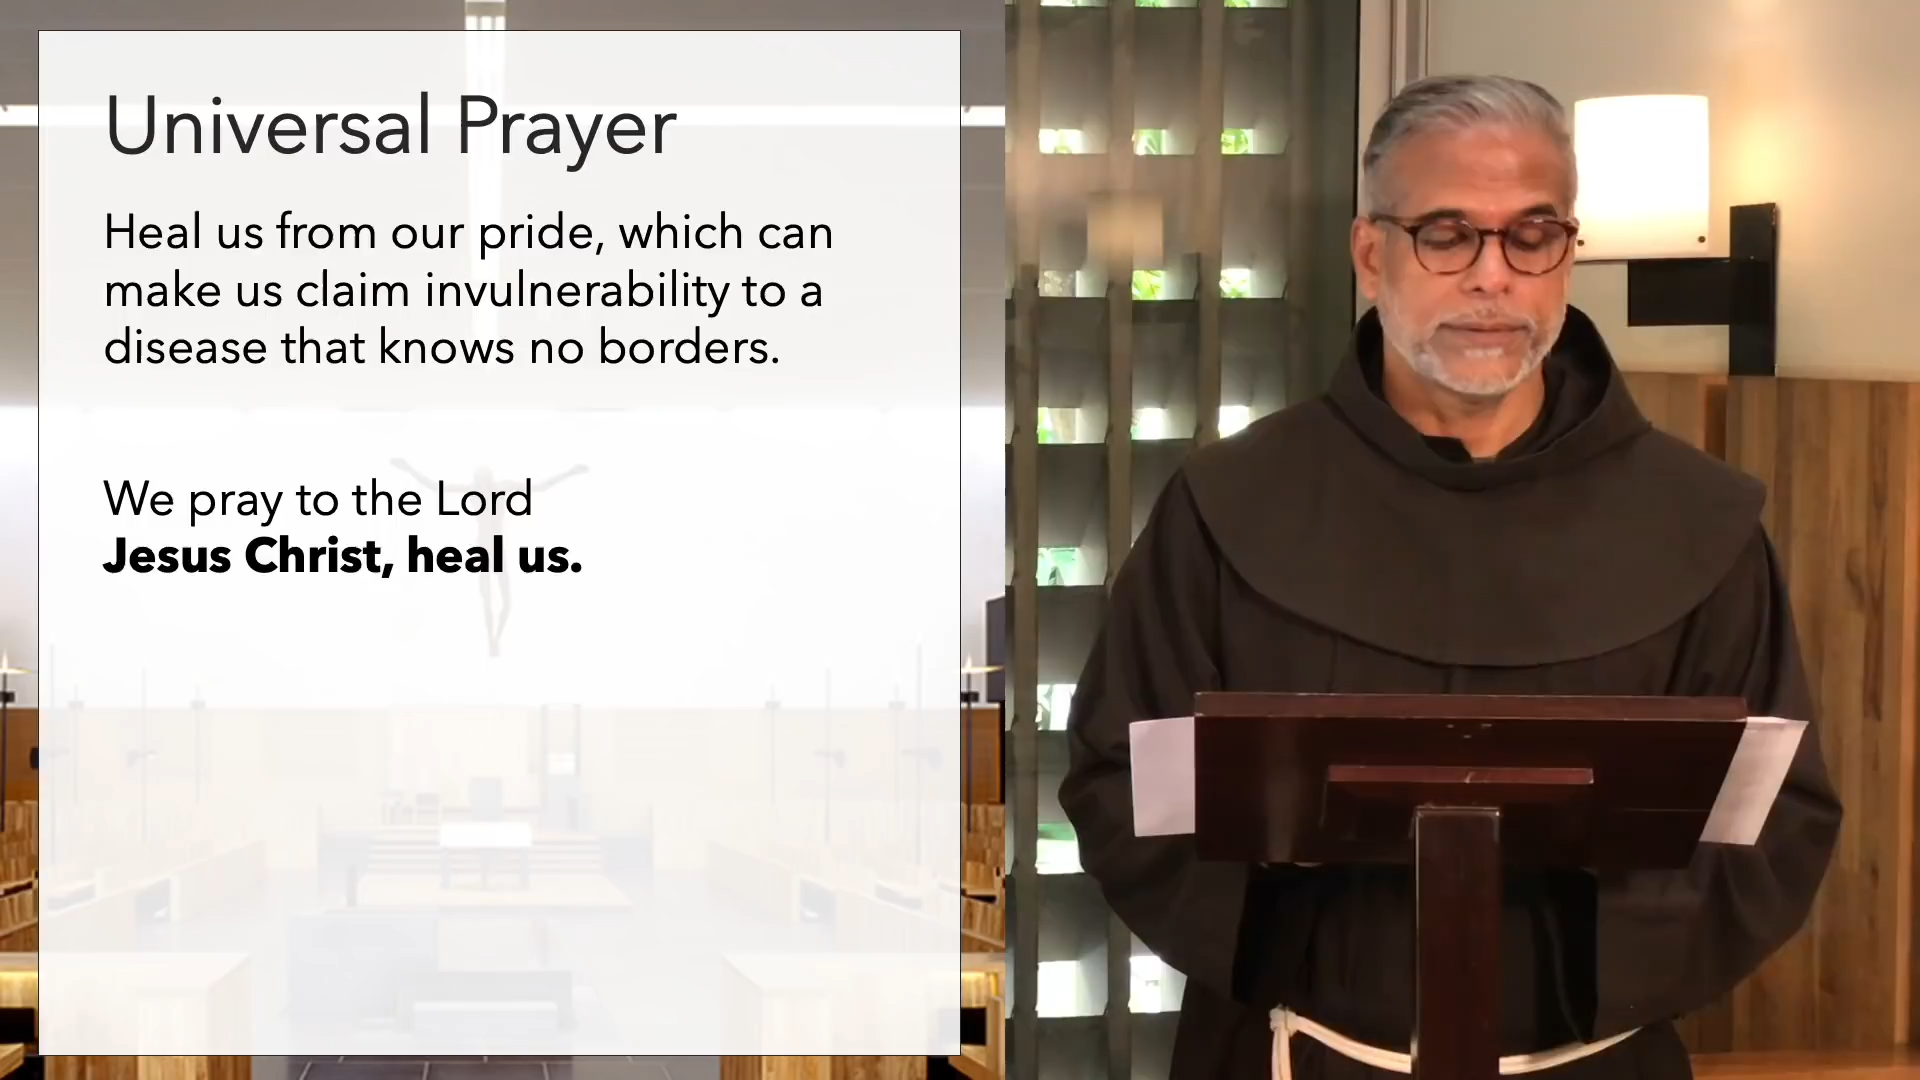 Universal Prayer
Heal us from our pride, which can
make us claim invulnerability to a
disease that knows no borders.
We pray to the Lord
Jesus Christ, heal us.